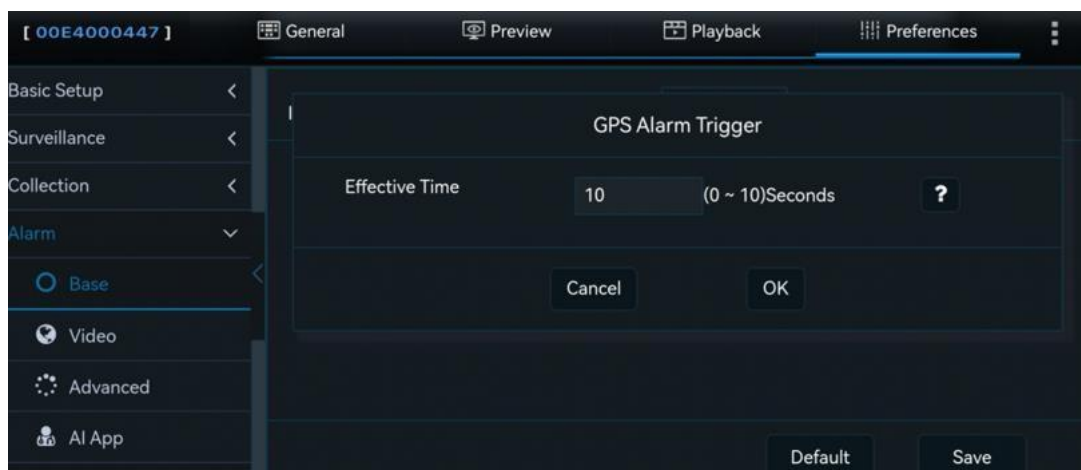 [ 00E4000447 ] General Preview Playback Preferences
Basic Setup
Surveillance
Collection
Alarm
Base
Video
Advanced
AI App
GPS Alarm Trigger
Effective Time 10 (0 ~ 10)Seconds ?
Cancel OK
Default Save